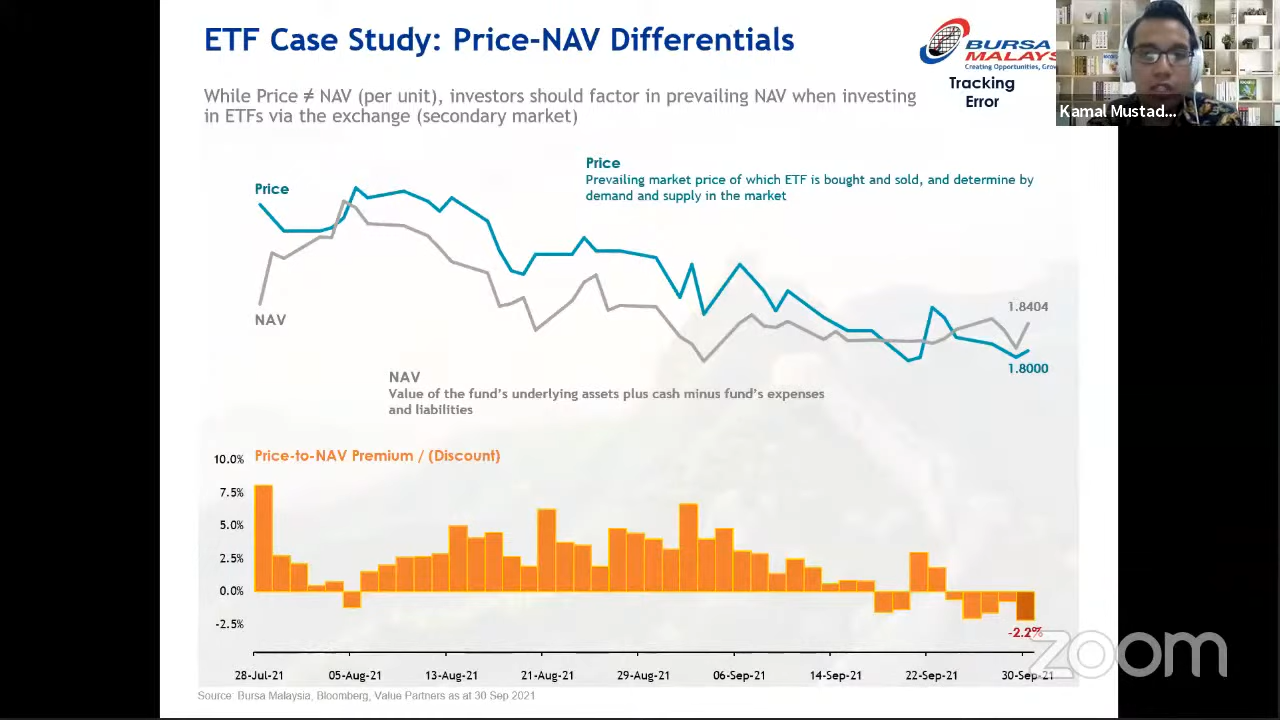 ETF Case Study: Price-NAV Differentials
BURSA
MALAYS
Creating Opportunities, Grow
Tracking
Error
Kamal Mustad...
While Price ≠ NAV (per unit), investors should factor in prevailing NAV when investing
in ETFs via the exchange (secondary market)
Price
Prevailing market price of which ETF is bought and sold, and determine by
demand and supply in the market
Price
NAV
1.8404
1.8000
NAV
Value of the fund's underlying assets plus cash minus fund's expenses
and liabilities
Price-to-NAV Premium / (Discount)
10.0%
7.5%
5.0%
2.5%
0.0%
-2.5%
-2.2%
zoom
28-Jul-21 05-Aug-21 13-Aug-21 21-Aug-21 29-Aug-21 06-Sep-21 14-Sep-21 22-Sep-21 30-Sep-21
Source: Bursa Malaysia, Bloomberg, Value Partners as at 30 Sep 2021